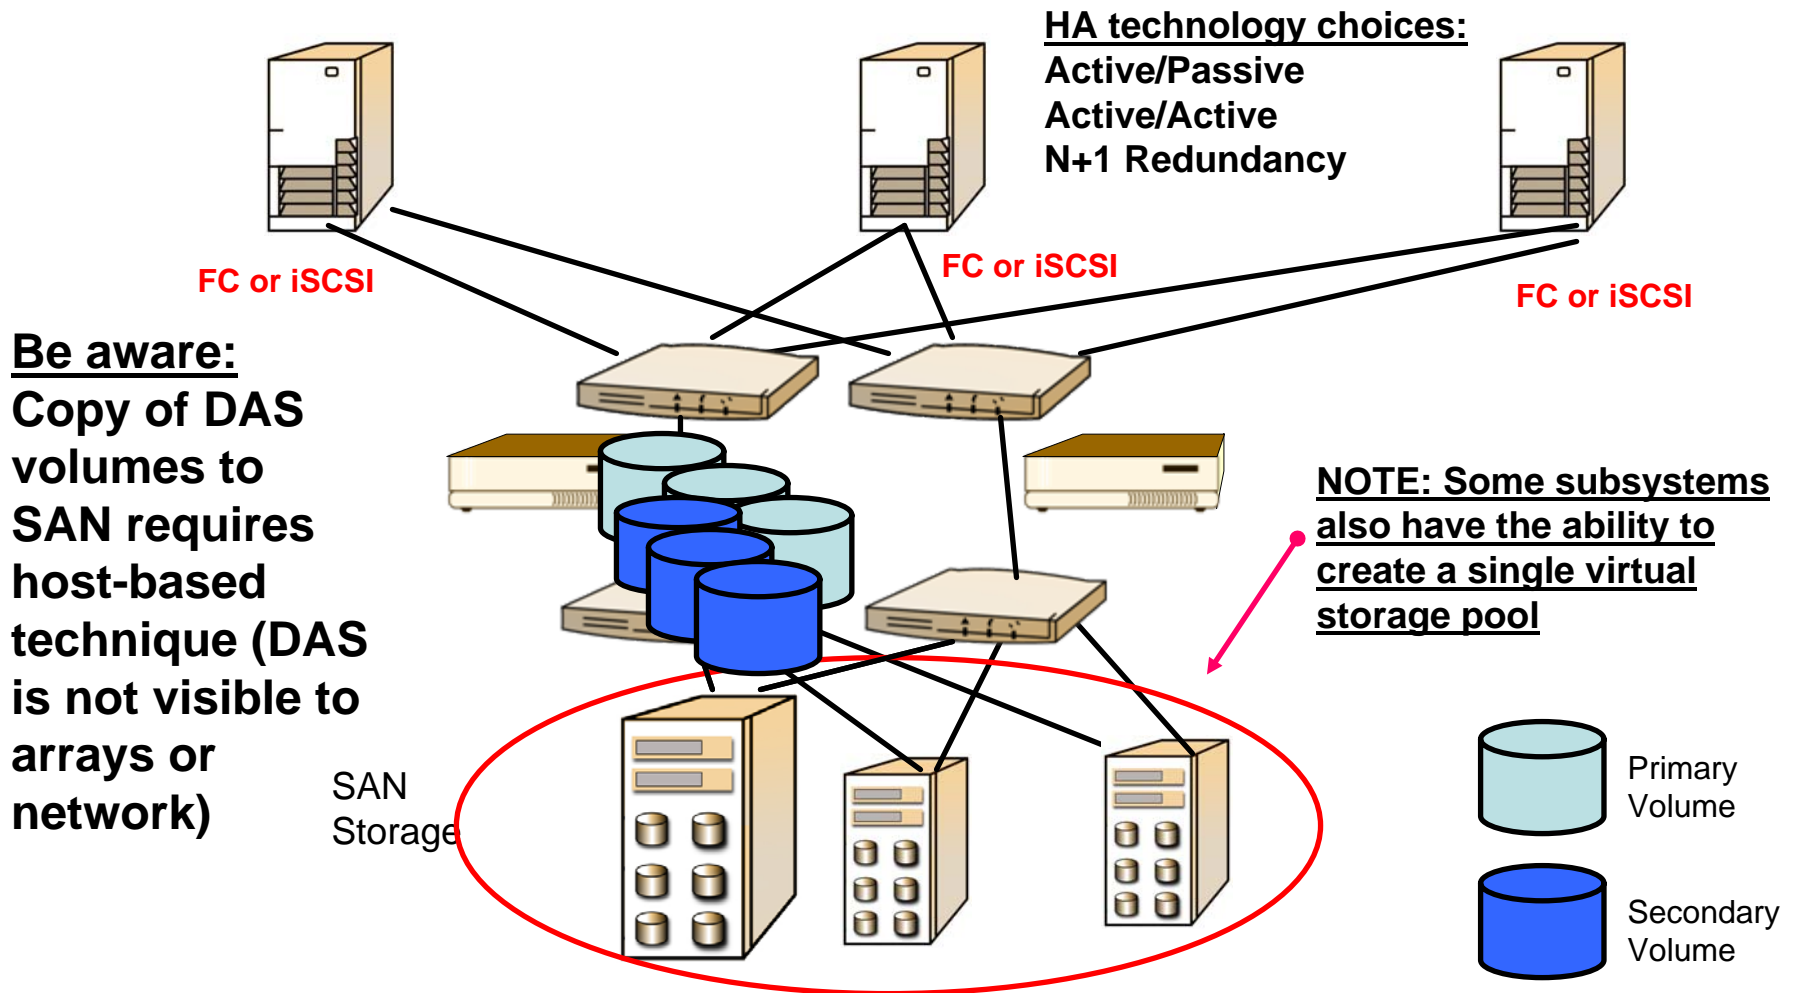 HA technology choices:
Active/Passive
Active/Active
N+1 Redundancy
FC or iSCSI
FC or iSCSI
FC or iSCSI
Be aware:
Copy of DAS
volumes to
SAN requires
host-based
technique (DAS
is not visible to
arrays or
network)
NOTE: Some subsystems
also have the ability to
create a single virtual
storage pool
SAN
Storage
Primary
Volume
Secondary
Volume